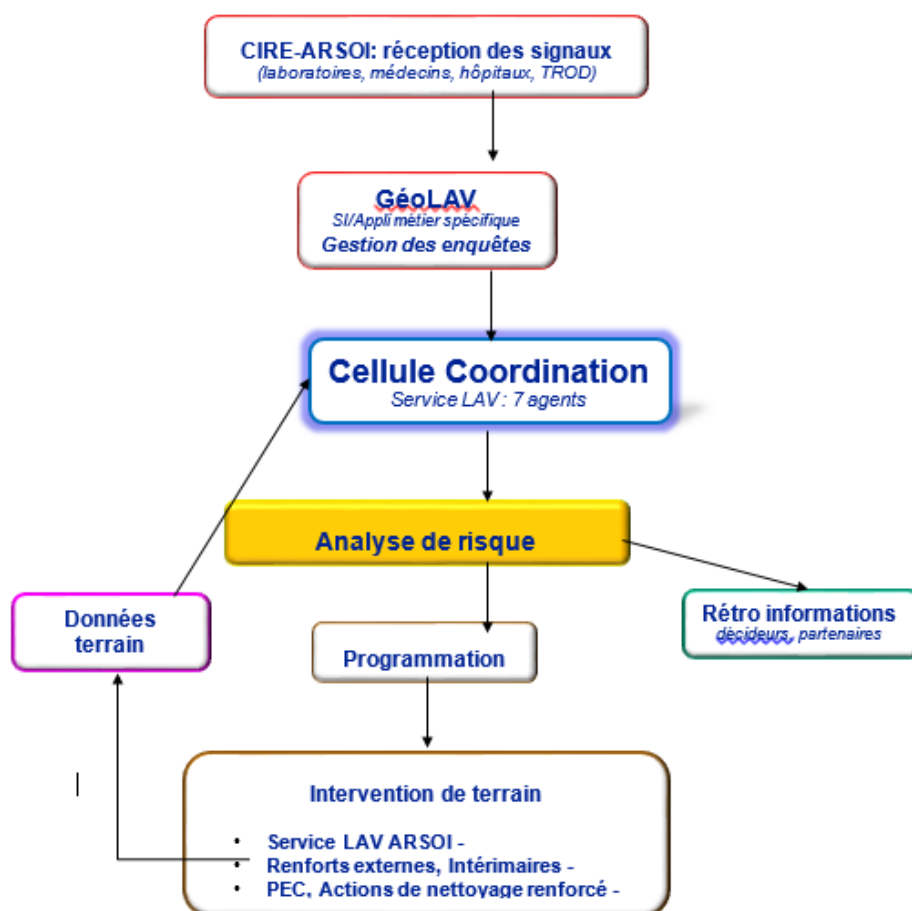 CIRE-ARSOI: réception des signaux
(laboratoires, médecins, hôpitaux, TROD)
GéoLAV
SI/Appli métier spécifique
Gestion des enquêtes
Cellule Coordination
Service LAV : 7 agents
Analyse de risque
Données
terrain
Rétro informations
décideurs, partenaires
Programmation
Intervention de terrain
• Service LAV ARSOI -
• Renforts externes, Intérimaires -
• PEC, Actions de nettoyage renforcé -